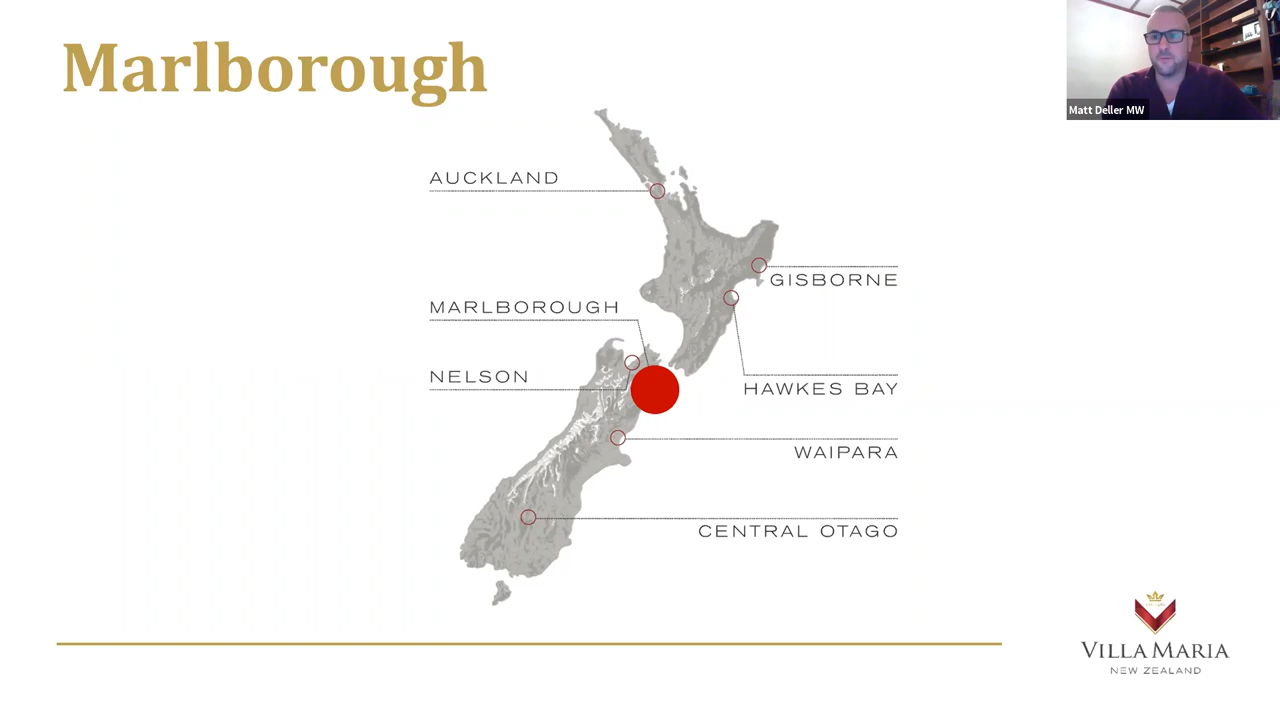 Marlborough
Matt Deller MW
AUCKLAND
GISBORNE
MARLBOROUGH
NELSON
HAWKES BAY
WAIPARA
CENTRAL OTAGO
VILLA MARIA
NEW ZEALAND